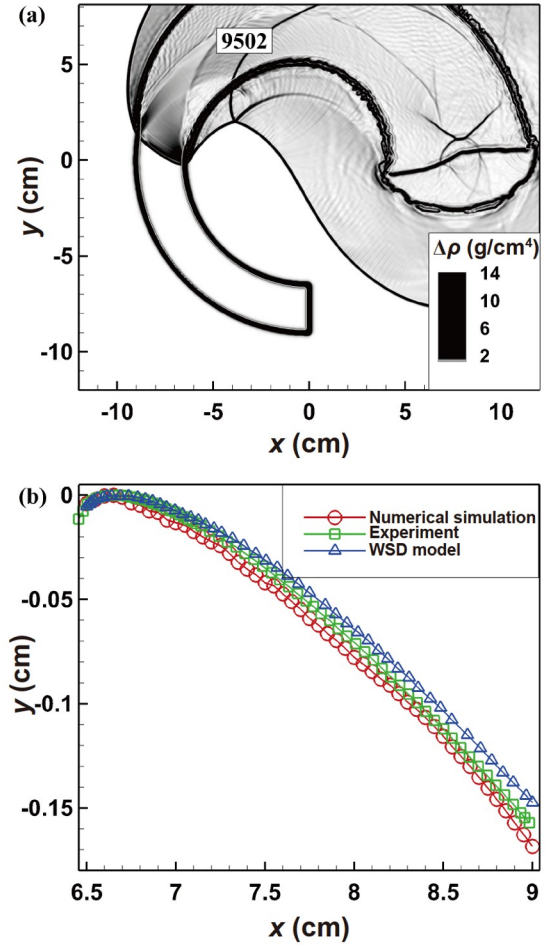 (a)
9502
5
0
-5
-10
y (cm)
Δρ (g/cm⁴)
14
10
6
2
-10 -5 0 5 10
x (cm)
(b)
0
-0.05
-0.1
-0.15
y (cm)
Numerical simulation
Experiment
WSD model
6.5 7 7.5 8 8.5 9
x (cm)